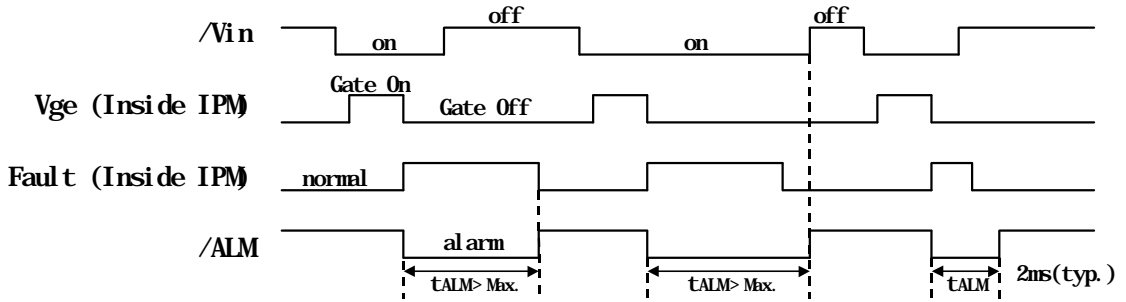 /Vin on off on off
Vge (Inside IPM) Gate On Gate Off
Fault (Inside IPM) normal
/ALM alarm
tALM> Max. tALM> Max. tALM 2ms(typ.)